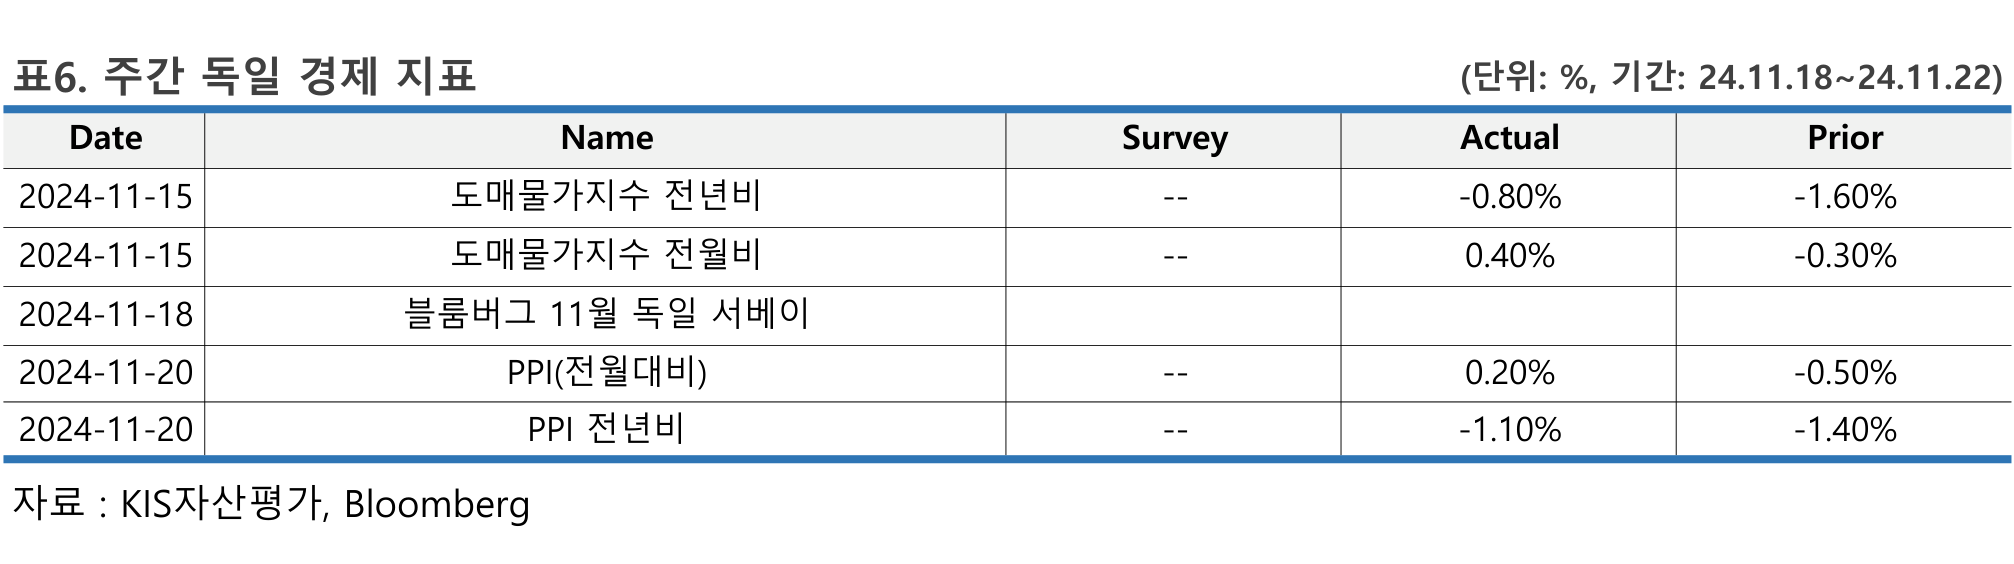 표6. 주간 독일 경제 지표 (단위: %, 기간: 24.11.18~24.11.22)
Date Name Survey Actual Prior
2024-11-15 도매물가지수 전년비 -- -0.80% -1.60%
2024-11-15 도매물가지수 전월비 -- 0.40% -0.30%
2024-11-18 블룸버그 11월 독일 서베이
2024-11-20 PPI(전월대비) -- 0.20% -0.50%
2024-11-20 PPI 전년비 -- -1.10% -1.40%
자료 : KIS자산평가, Bloomberg